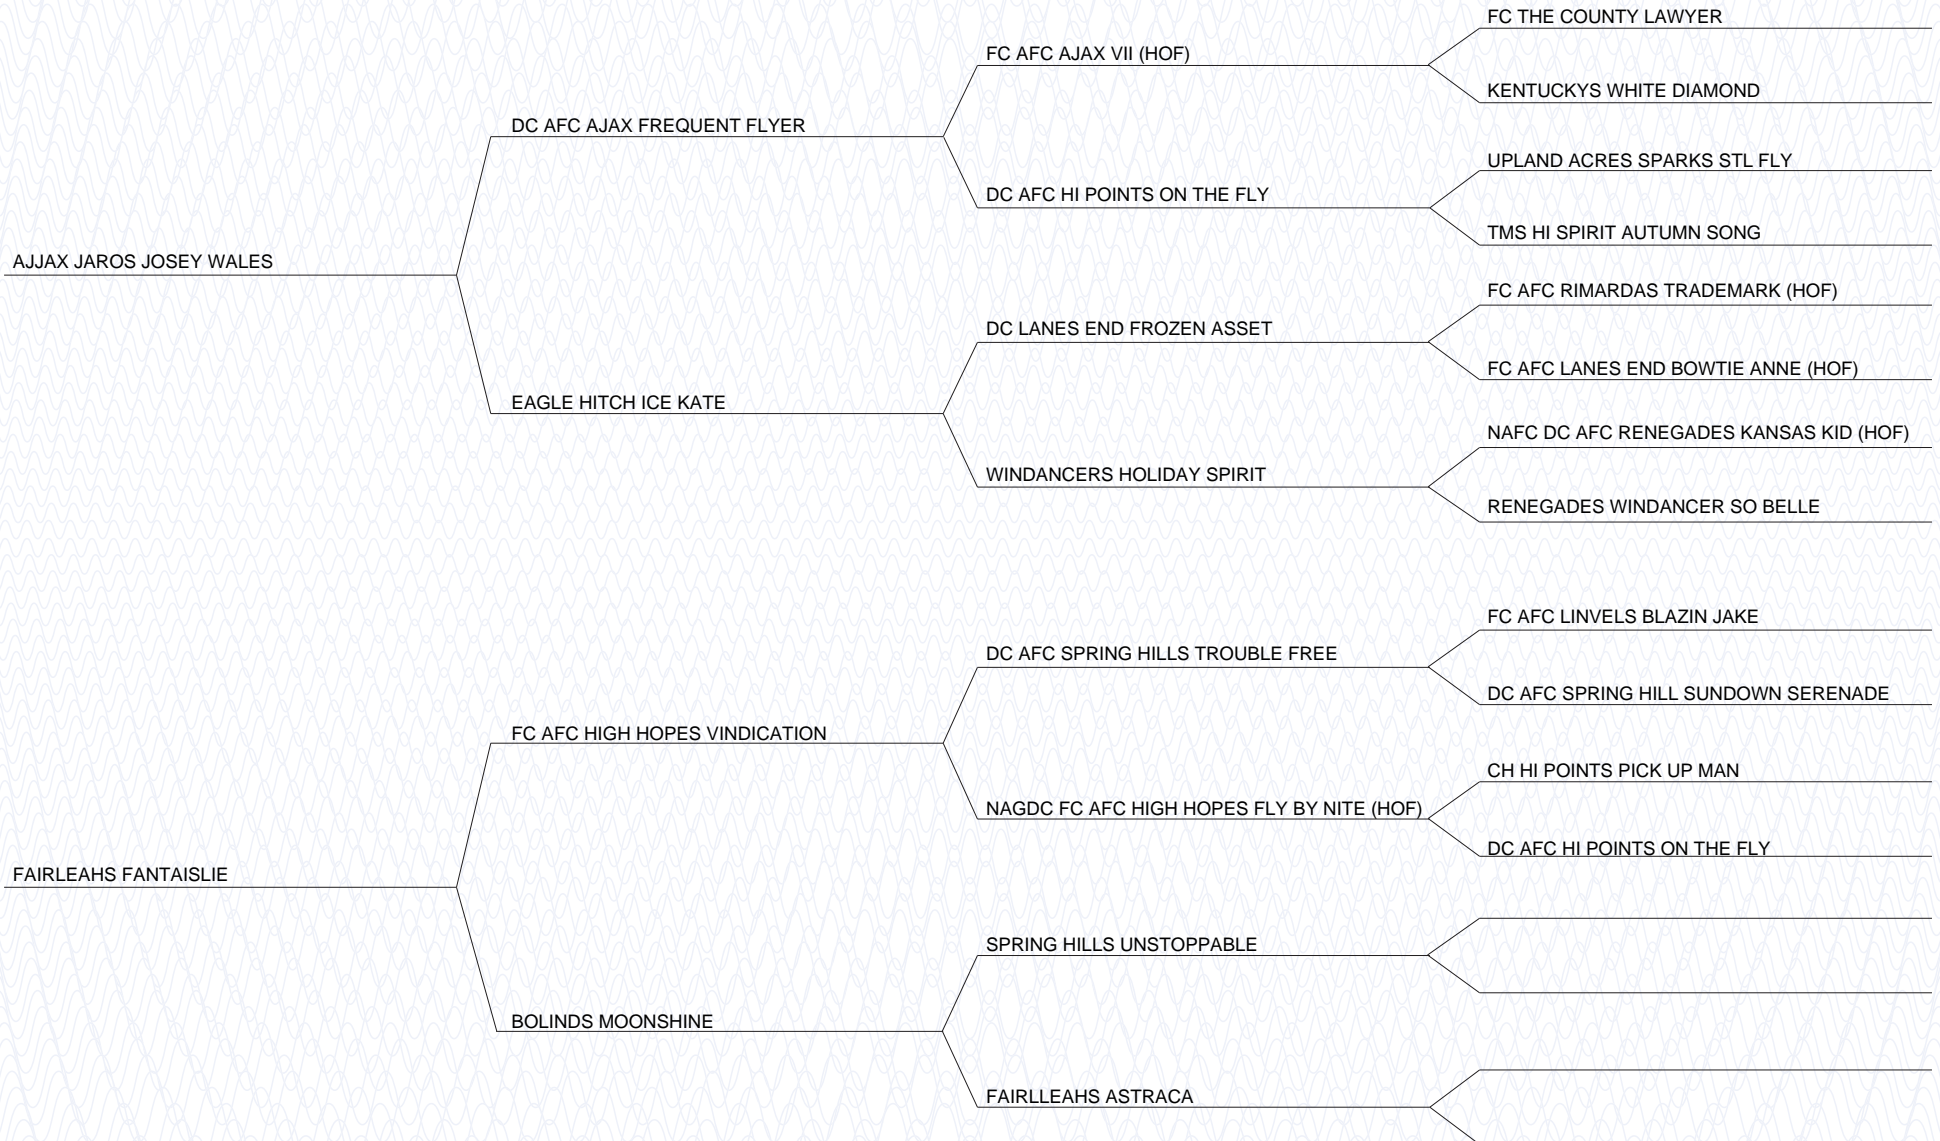 FC THE COUNTY LAWYER
FC AFC AJAX VII (HOF)
KENTUCKYS WHITE DIAMOND
DC AFC AJAX FREQUENT FLYER
UPLAND ACRES SPARKS STL FLY
DC AFC HI POINTS ON THE FLY
TMS HI SPIRIT AUTUMN SONG
AJJAX JAROS JOSEY WALES
FC AFC RIMARDAS TRADEMARK (HOF)
DC LANES END FROZEN ASSET
FC AFC LANES END BOWTIE ANNE (HOF)
EAGLE HITCH ICE KATE
NAFC DC AFC RENEGADES KANSAS KID (HOF)
WINDANCERS HOLIDAY SPIRIT
RENEGADES WINDANCER SO BELLE
FC AFC LINVELS BLAZIN JAKE
DC AFC SPRING HILLS TROUBLE FREE
DC AFC SPRING HILL SUNDOWN SERENADE
FC AFC HIGH HOPES VINDICATION
CH HI POINTS PICK UP MAN
NAGDC FC AFC HIGH HOPES FLY BY NITE (HOF)
DC AFC HI POINTS ON THE FLY
FAIRLEAHS FANTAISLIE
SPRING HILLS UNSTOPPABLE
BOLINDS MOONSHINE
FAIRLLEAHS ASTRACA